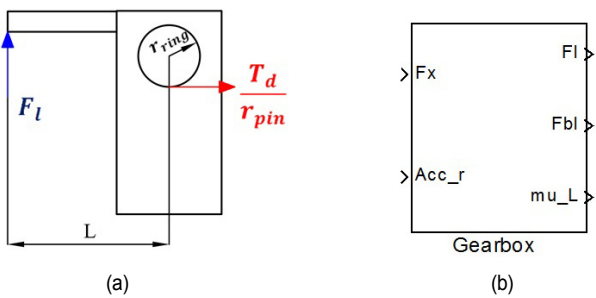 r_ring
F_l
T_d
r_pin
L
(a)
Fx
Acc_r
Fl
Fbl
mu_L
Gearbox
(b)